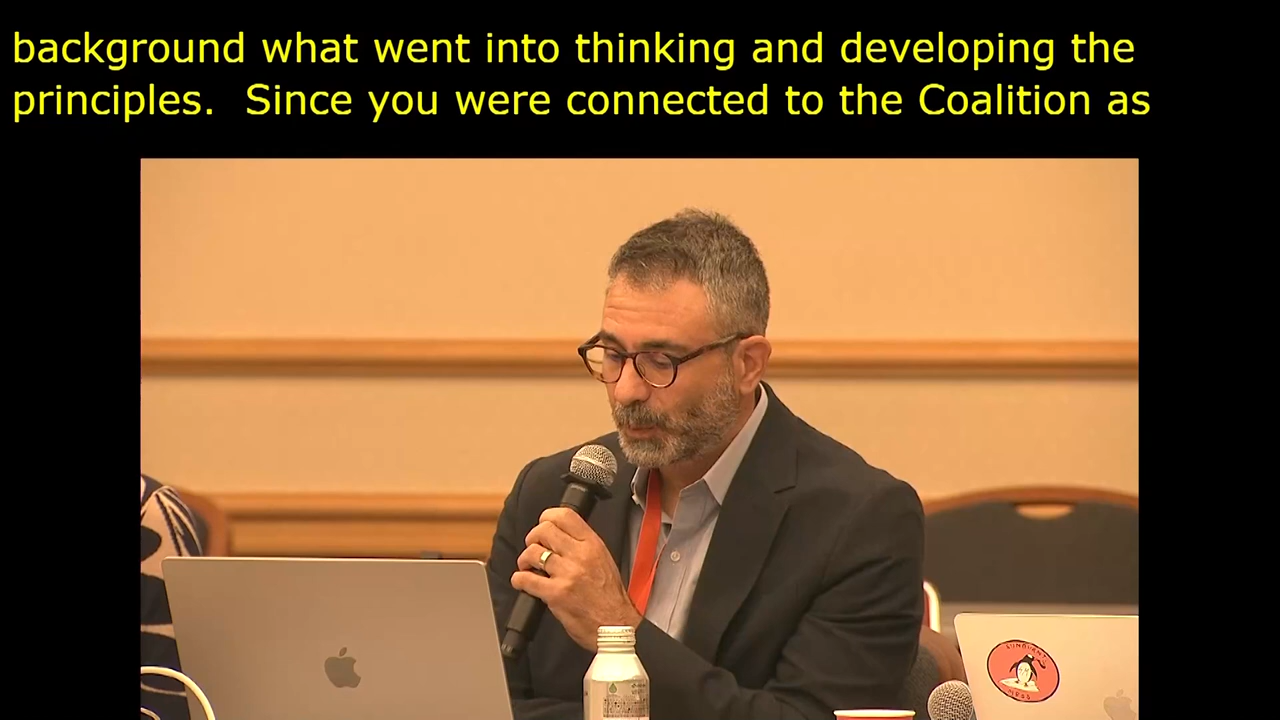 background what went into thinking and developing the
principles.  Since you were connected to the Coalition as